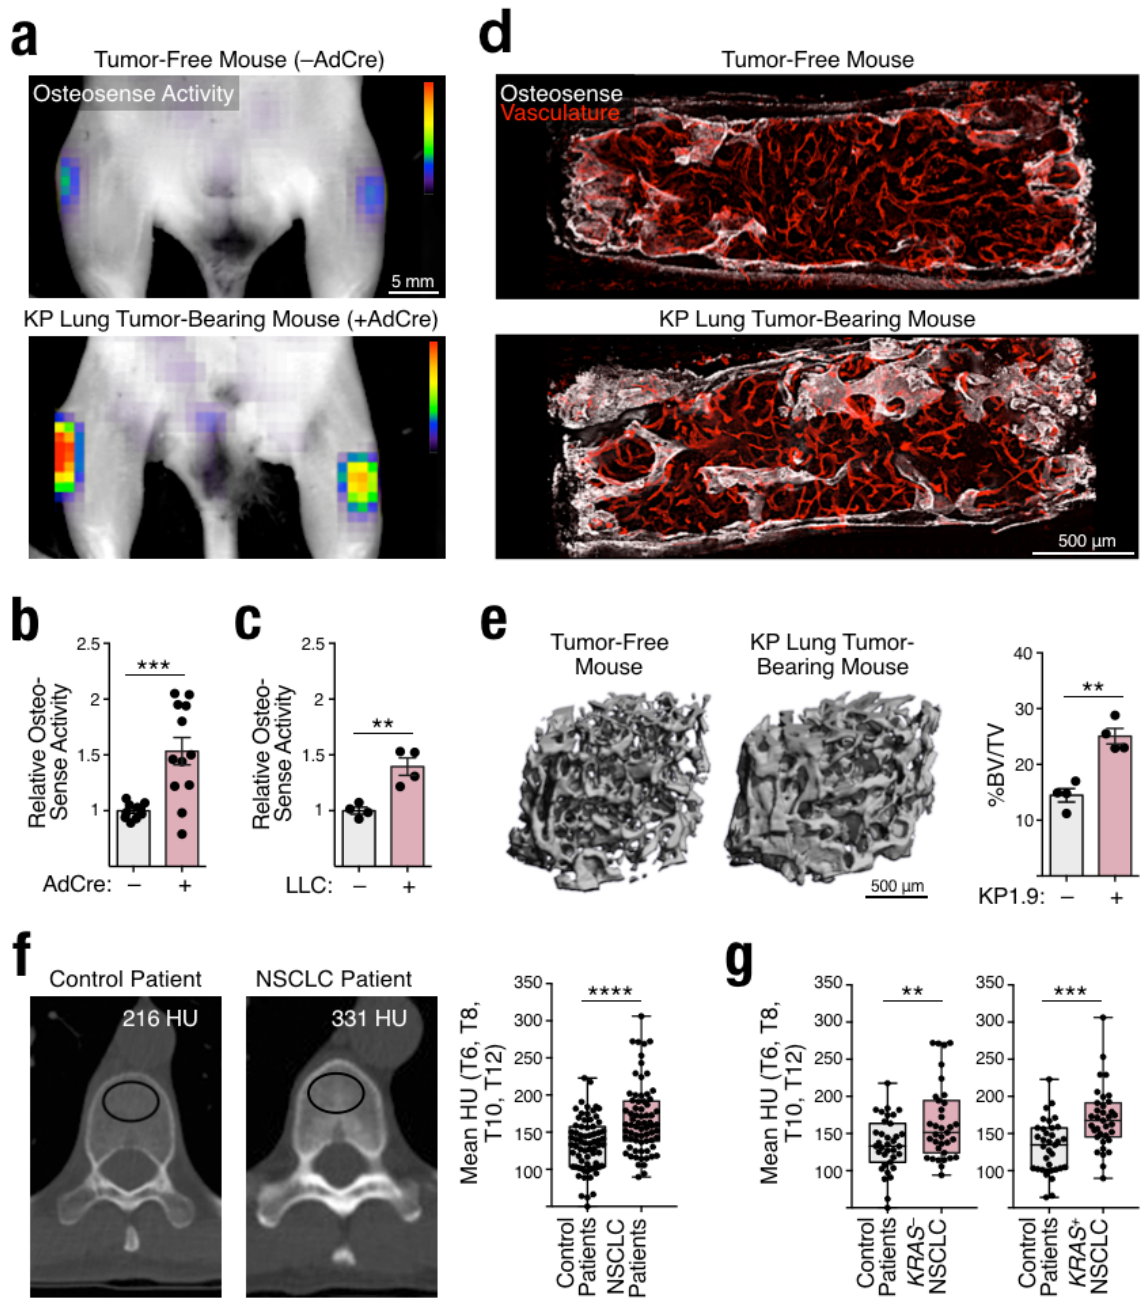 a
Tumor-Free Mouse (–AdCre)
Osteosense Activity
5 mm
KP Lung Tumor-Bearing Mouse (+AdCre)
d
Tumor-Free Mouse
Osteosense
Vasculature
KP Lung Tumor-Bearing Mouse
500 µm
b
Relative Osteo-
Sense Activity
2.5
2
1.5
1
***
AdCre: – +
c
Relative Osteo-
Sense Activity
2.5
2
1.5
1
**
LLC: – +
e
Tumor-Free
Mouse
KP Lung Tumor-
Bearing Mouse
500 µm
%BV/TV
40
30
20
10
**
KP1.9: – +
f
Control Patient
216 HU
NSCLC Patient
331 HU
Mean HU (T6, T8,
T10, T12)
350
300
250
200
150
100
****
Control
Patients
NSCLC
Patients
g
Mean HU (T6, T8,
T10, T12)
350
300
250
200
150
100
**
Control
Patients
KRAS–
NSCLC
350
300
250
200
150
100
***
Control
Patients
KRAS+
NSCLC